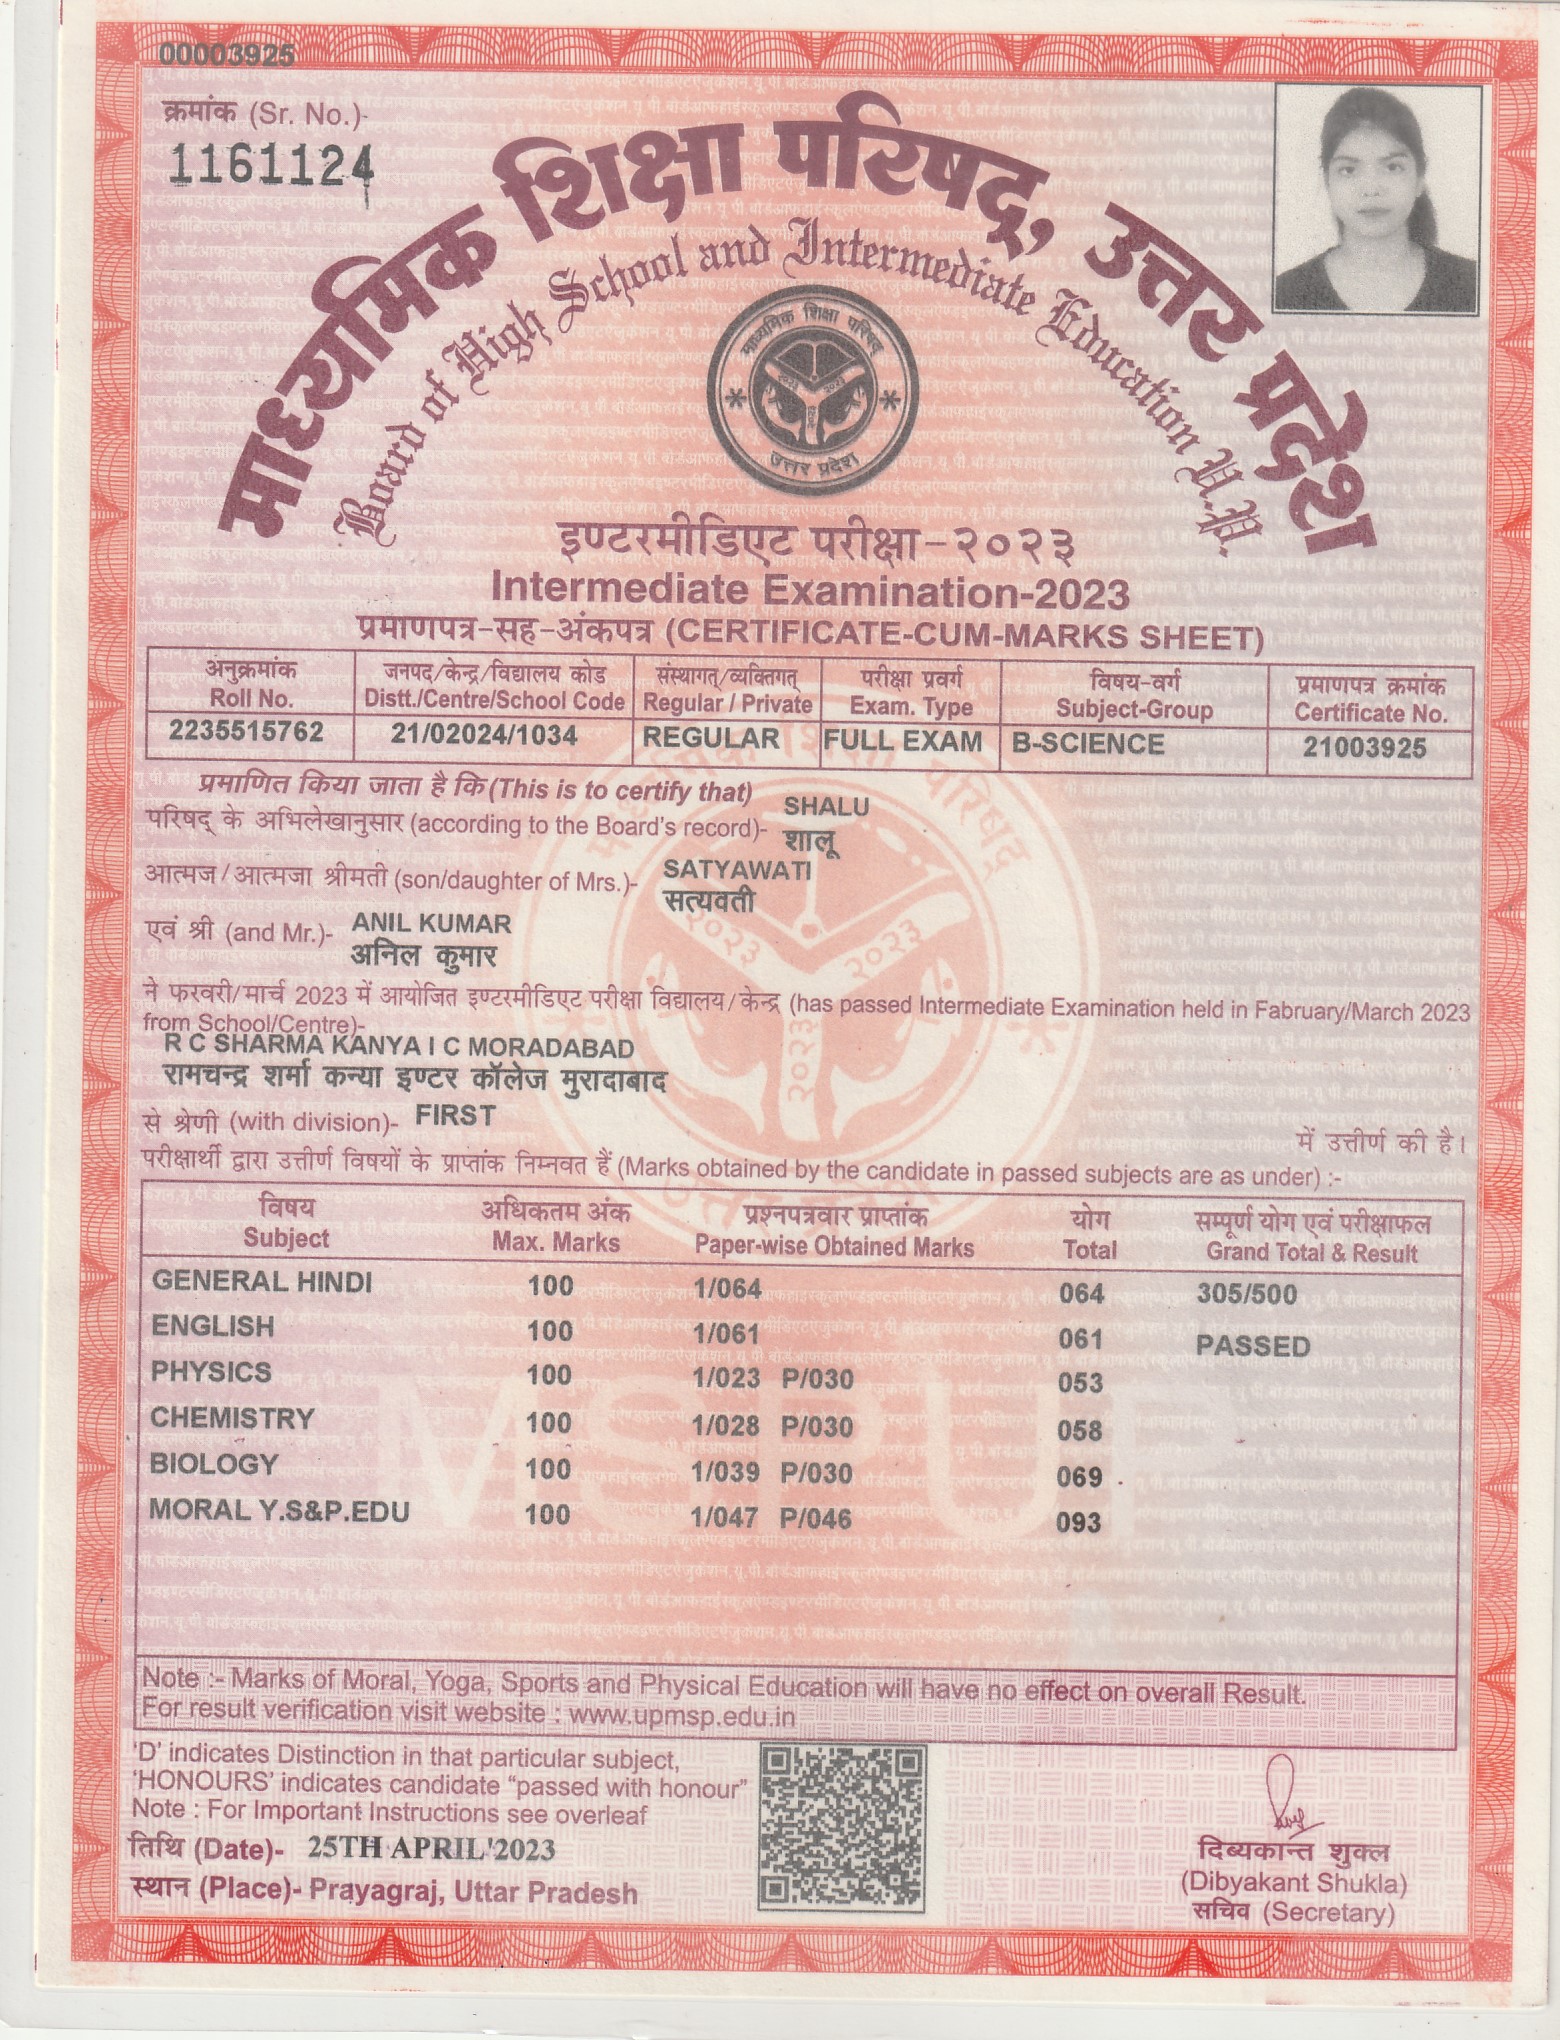 00003925
क्रमांक (Sr. No.)-
1161124
माध्यमिक शिक्षा परिषद्, उत्तर प्रदेश
Board of High School and Intermediate Education U.P.
माध्यमिक शिक्षा परिषद्
उत्तर प्रदेश
इण्टरमीडिएट परीक्षा-२०२३
Intermediate Examination-2023
प्रमाणपत्र-सह-अंकपत्र (CERTIFICATE-CUM-MARKS SHEET)
अनुक्रमांक जनपद/केन्द्र/विद्यालय कोड संस्थागत्/व्यक्तिगत् परीक्षा प्रवर्ग विषय-वर्ग प्रमाणपत्र क्रमांक
Roll No. Distt./Centre/School Code Regular / Private Exam. Type Subject-Group Certificate No.
2235515762 21/02024/1034 REGULAR FULL EXAM B-SCIENCE 21003925
प्रमाणित किया जाता है कि (This is to certify that)
परिषद् के अभिलेखानुसार (according to the Board's record)- SHALU
शालू
आत्मज/आत्मजा श्रीमती (son/daughter of Mrs.)- SATYAWATI
सत्यवती
एवं श्री (and Mr.)- ANIL KUMAR
अनिल कुमार
ने फरवरी/मार्च 2023 में आयोजित इण्टरमीडिएट परीक्षा विद्यालय/केन्द्र (has passed Intermediate Examination held in Fabruary/March 2023
from School/Centre)-
R C SHARMA KANYA I C MORADABAD
रामचन्द्र शर्मा कन्या इण्टर कॉलेज मुरादाबाद
से श्रेणी (with division)- FIRST
में उत्तीर्ण की है।
परीक्षार्थी द्वारा उत्तीर्ण विषयों के प्राप्तांक निम्नवत हैं (Marks obtained by the candidate in passed subjects are as under) :-
विषय अधिकतम अंक प्रश्नपत्रवार प्राप्तांक योग सम्पूर्ण योग एवं परीक्षाफल
Subject Max. Marks Paper-wise Obtained Marks Total Grand Total & Result
GENERAL HINDI 100 1/064 064 305/500
ENGLISH 100 1/061 061 PASSED
PHYSICS 100 1/023 P/030 053
CHEMISTRY 100 1/028 P/030 058
BIOLOGY 100 1/039 P/030 069
MORAL Y.S&P.EDU 100 1/047 P/046 093
Note :- Marks of Moral, Yoga, Sports and Physical Education will have no effect on overall Result.
For result verification visit website : www.upmsp.edu.in
'D' indicates Distinction in that particular subject,
'HONOURS' indicates candidate "passed with honour"
Note : For Important Instructions see overleaf
तिथि (Date)- 25TH APRIL'2023
स्थान (Place)- Prayagraj, Uttar Pradesh
दिब्यकान्त शुक्ल
(Dibyakant Shukla)
सचिव (Secretary)